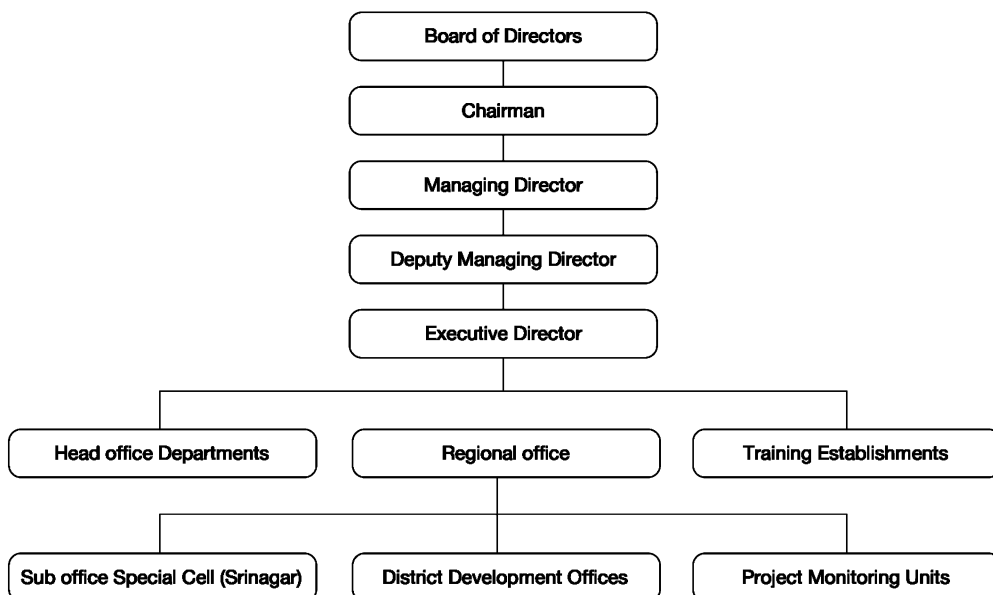 Board of Directors
Chairman
Managing Director
Deputy Managing Director
Executive Director
Head office Departments
Regional office
Training Establishments
Sub office Special Cell (Srinagar)
District Development Offices
Project Monitoring Units